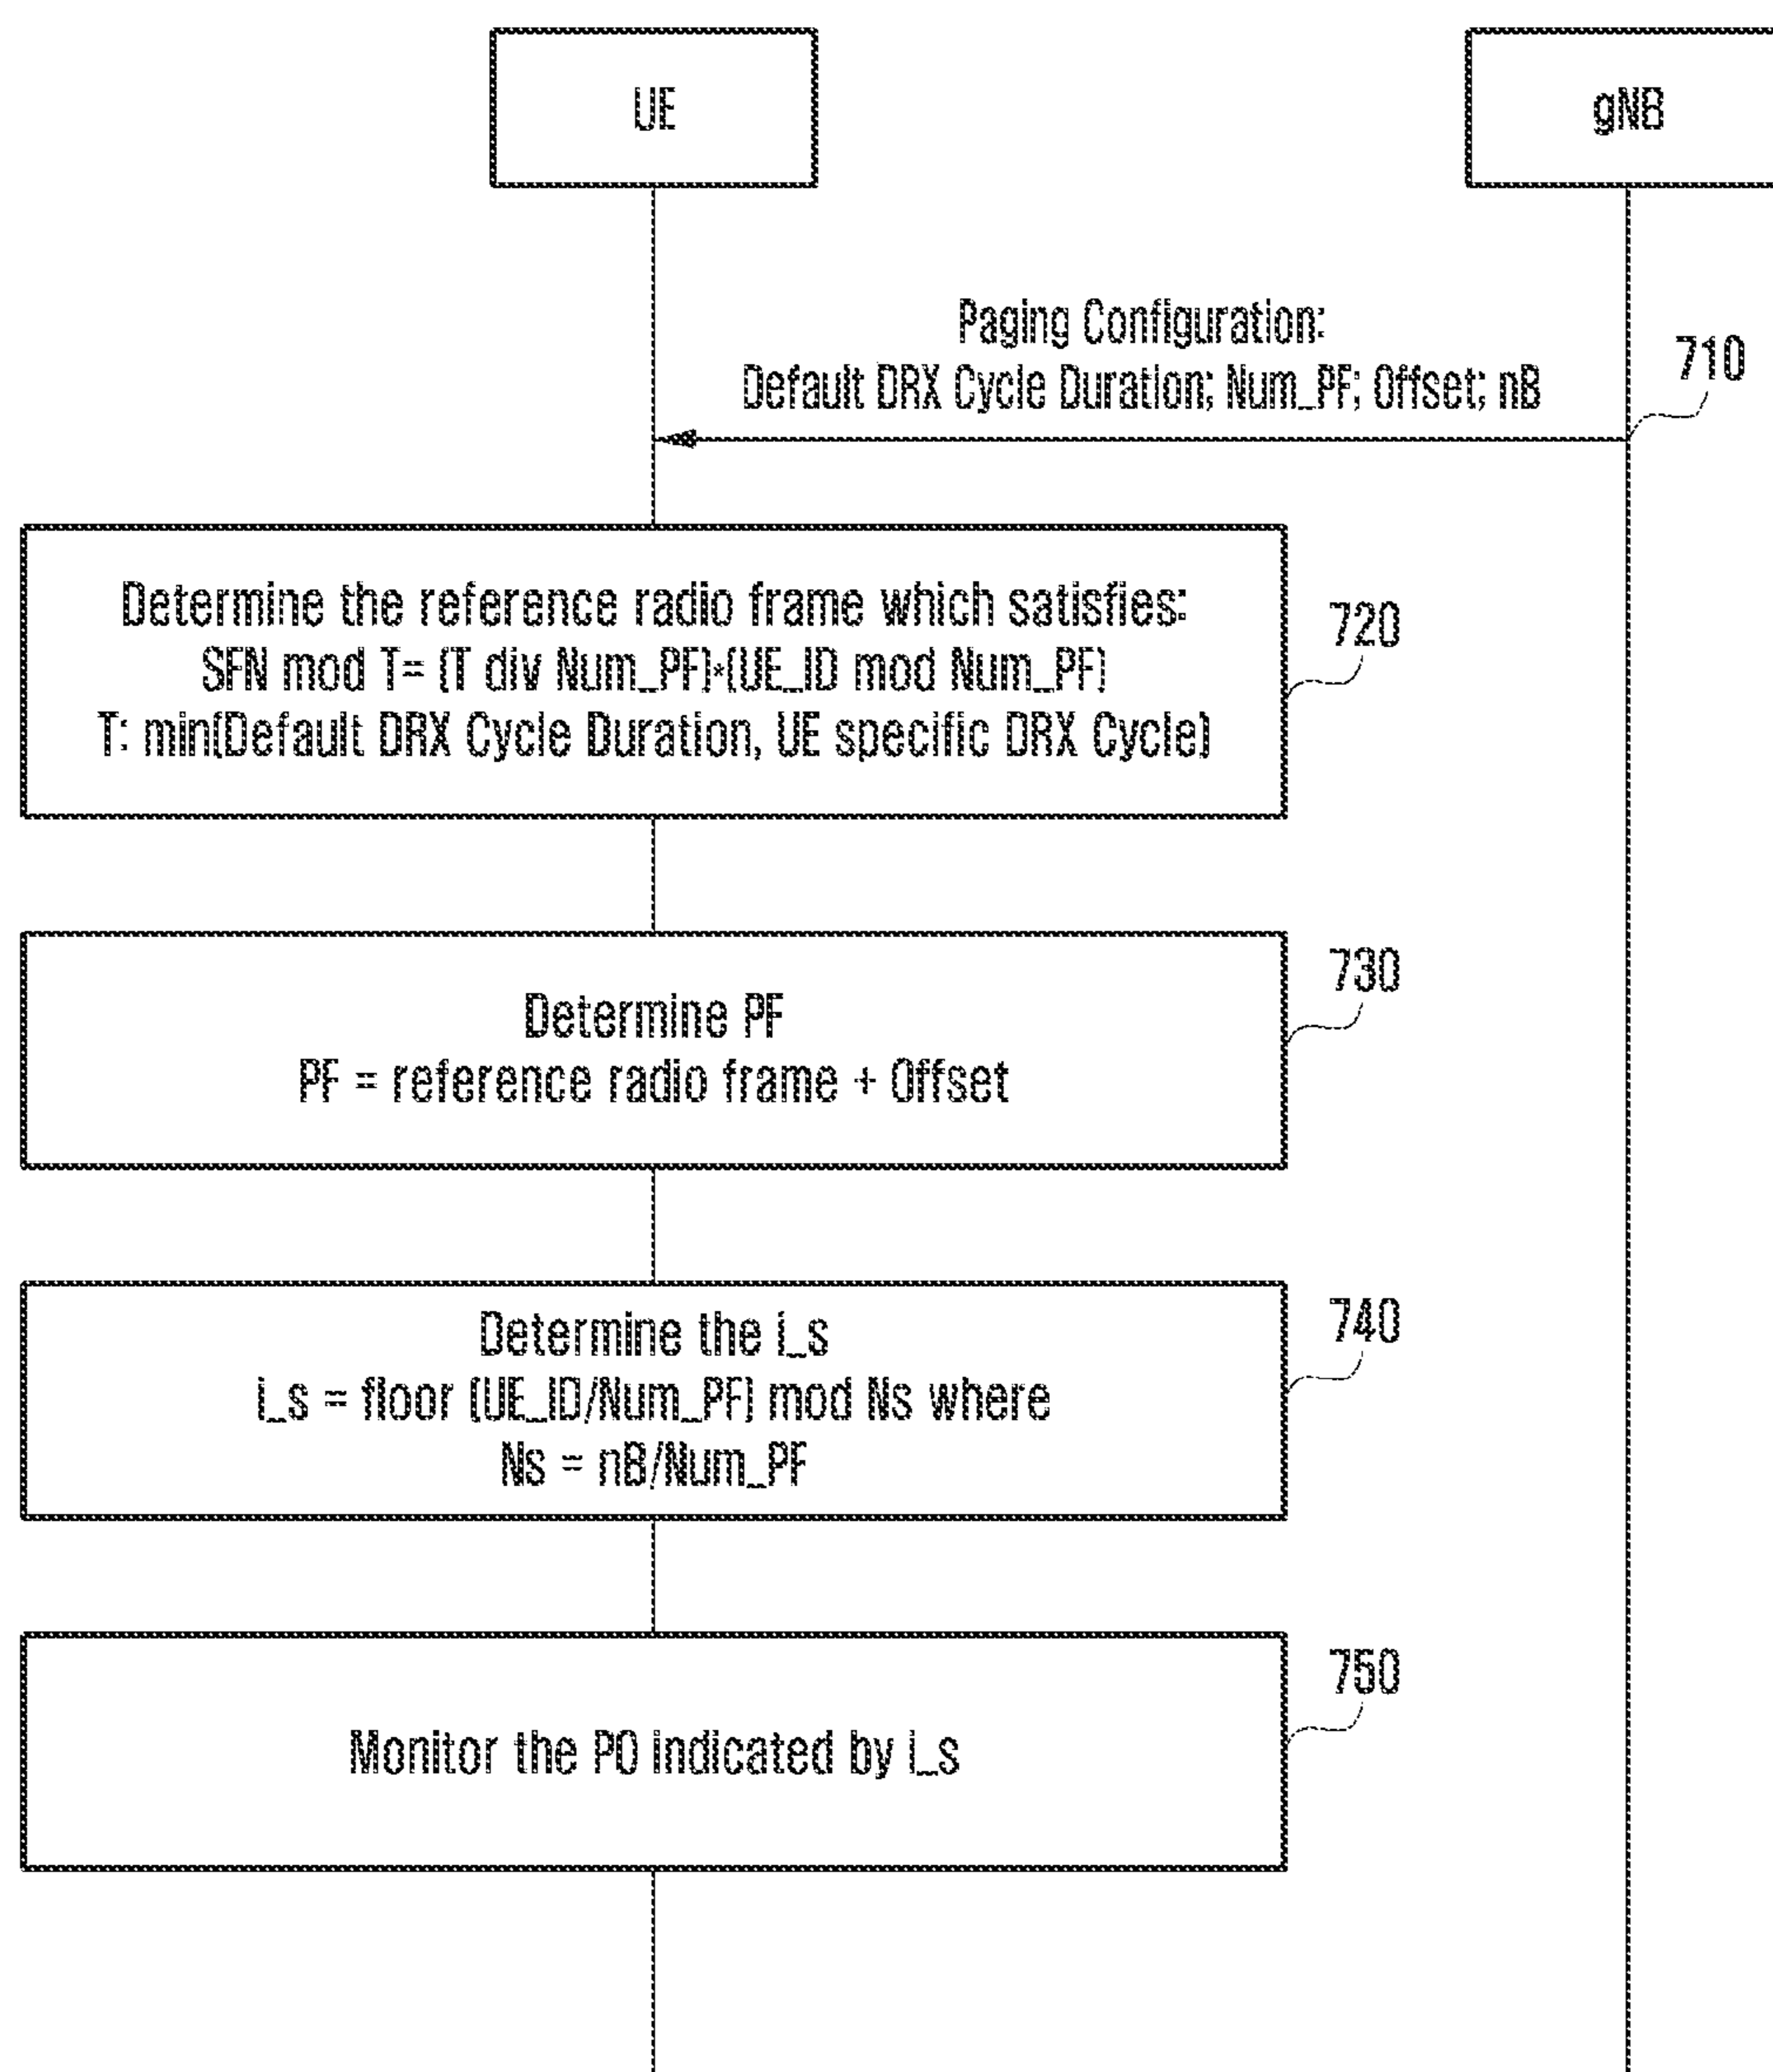 UE
gNB
Paging Configuration:
Default DRX Cycle Duration; Num_PF; Offset; nB
710
Determine the reference radio frame which satisfies:
SFN mod T= (T div Num_PF)*(UE_ID mod Num_PF)
T: min(Default DRX Cycle Duration, UE specific DRX Cycle)
720
Determine PF
PF = reference radio frame + Offset
730
Determine the i_s
i_s = floor (UE_ID/Num_PF) mod Ns where
Ns = nB/Num_PF
740
Monitor the PO indicated by i_s
750